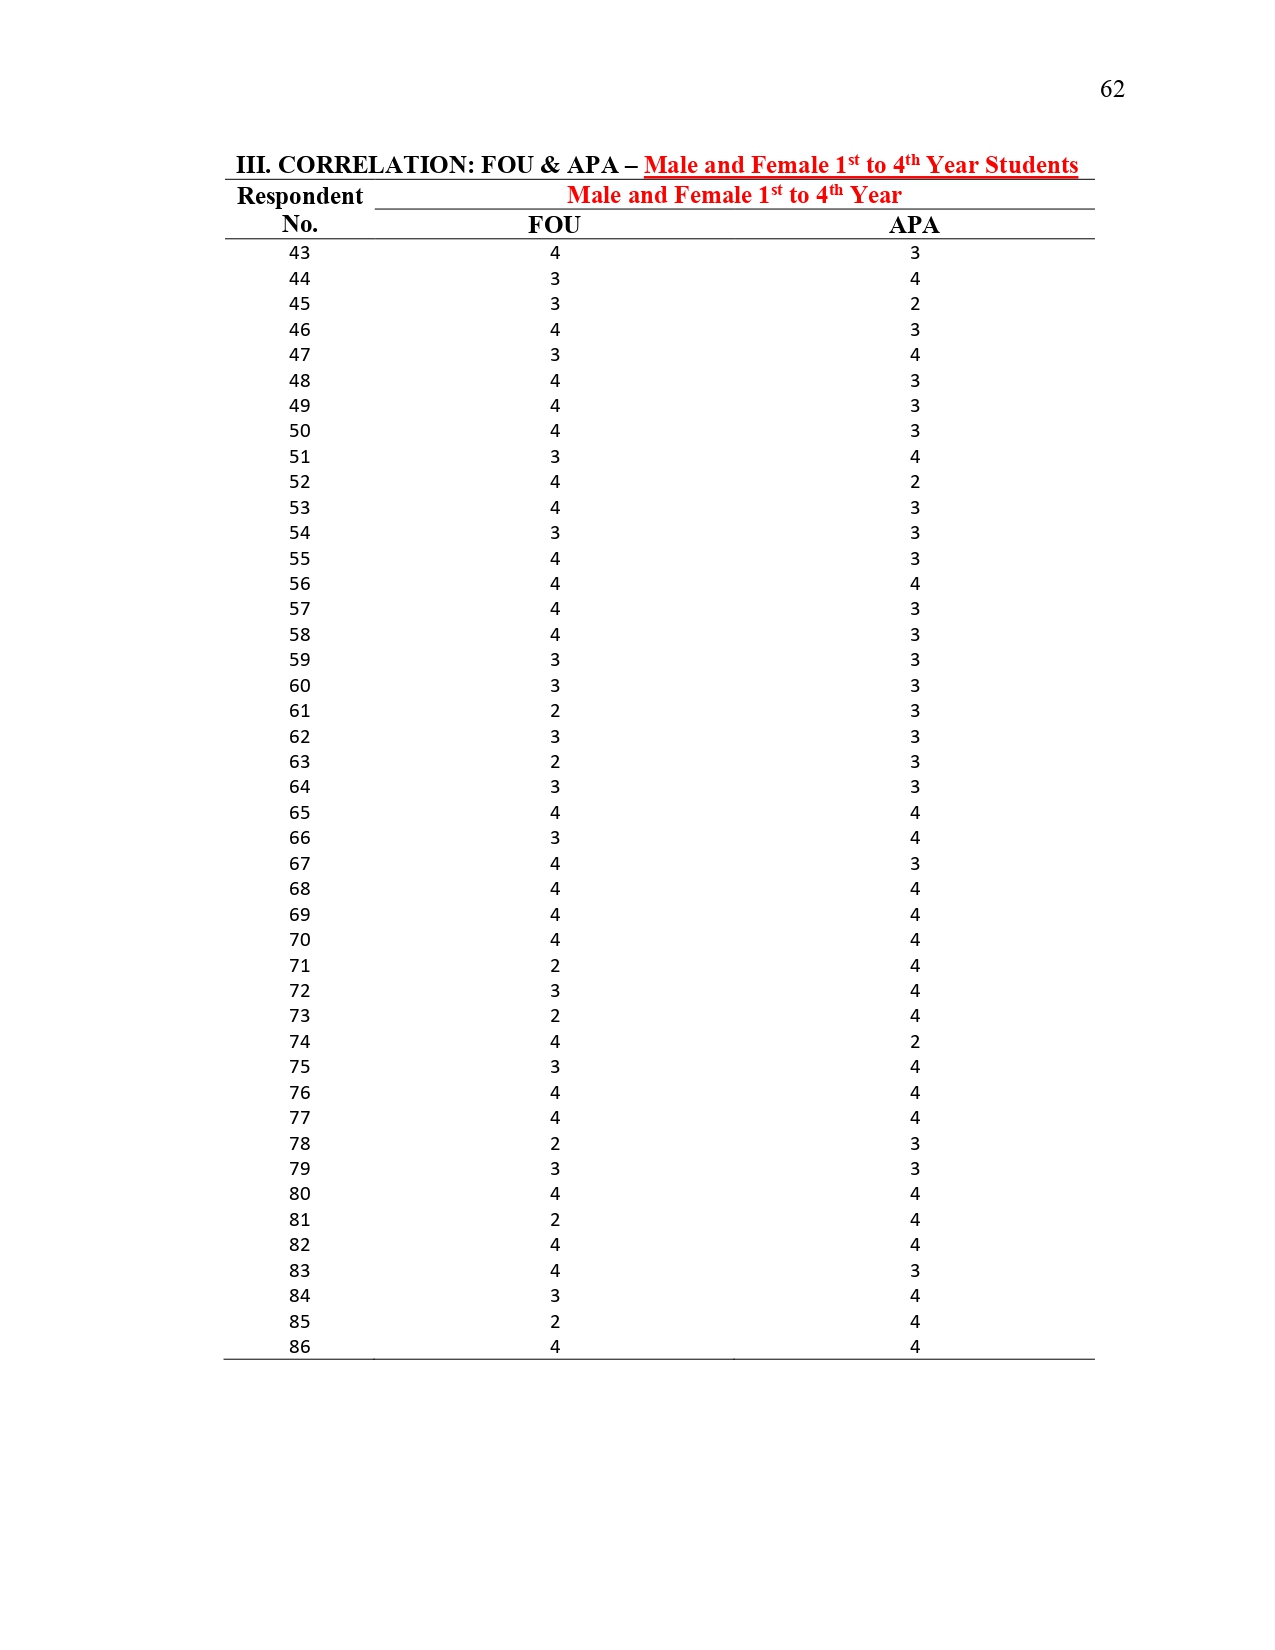 62
III. CORRELATION: FOU & APA – Male and Female 1st to 4th Year Students
Respondent No. Male and Female 1st to 4th Year
FOU APA
43 4 3
44 3 4
45 3 2
46 4 3
47 3 4
48 4 3
49 4 3
50 4 3
51 3 4
52 4 2
53 4 3
54 3 3
55 4 3
56 4 4
57 4 3
58 4 3
59 3 3
60 3 3
61 2 3
62 3 3
63 2 3
64 3 3
65 4 4
66 3 4
67 4 3
68 4 4
69 4 4
70 4 4
71 2 4
72 3 4
73 2 4
74 4 2
75 3 4
76 4 4
77 4 4
78 2 3
79 3 3
80 4 4
81 2 4
82 4 4
83 4 3
84 3 4
85 2 4
86 4 4